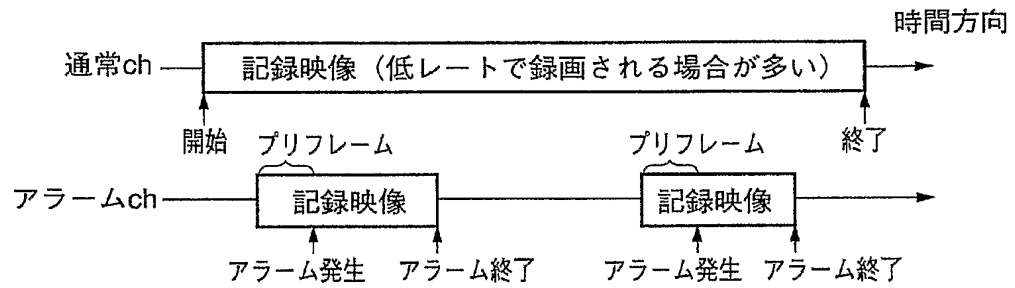 時間方向
通常ch
記録映像（低レートで録画される場合が多い）
開始
終了
プリフレーム
プリフレーム
アラームch
記録映像
記録映像
アラーム発生
アラーム終了
アラーム発生
アラーム終了